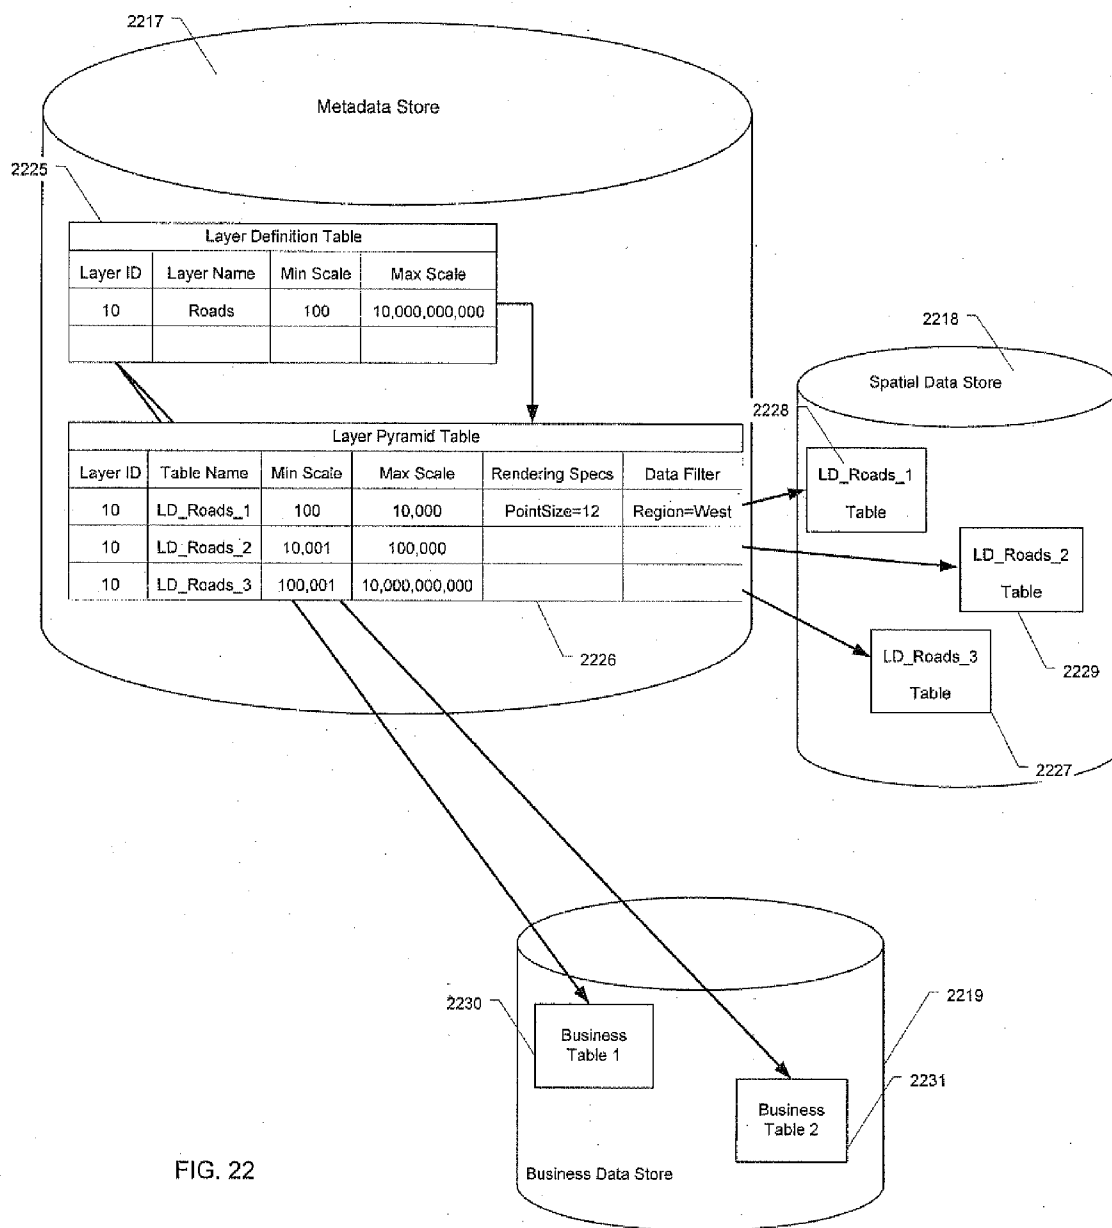 2217
Metadata Store
2225
Layer Definition Table
Layer ID Layer Name Min Scale Max Scale
10 Roads 100 10,000,000,000
2218
Spatial Data Store
2228
LD_Roads_1
Table
Layer Pyramid Table
Layer ID Table Name Min Scale Max Scale Rendering Specs Data Filter
10 LD_Roads_1 100 10,000 PointSize=12 Region=West
10 LD_Roads_2 10,001 100,000
10 LD_Roads_3 100,001 10,000,000,000
LD_Roads_2
Table
2229
LD_Roads_3
Table
2227
2226
2230
Business
Table 1
2219
2231
Business
Table 2
Business Data Store
FIG. 22